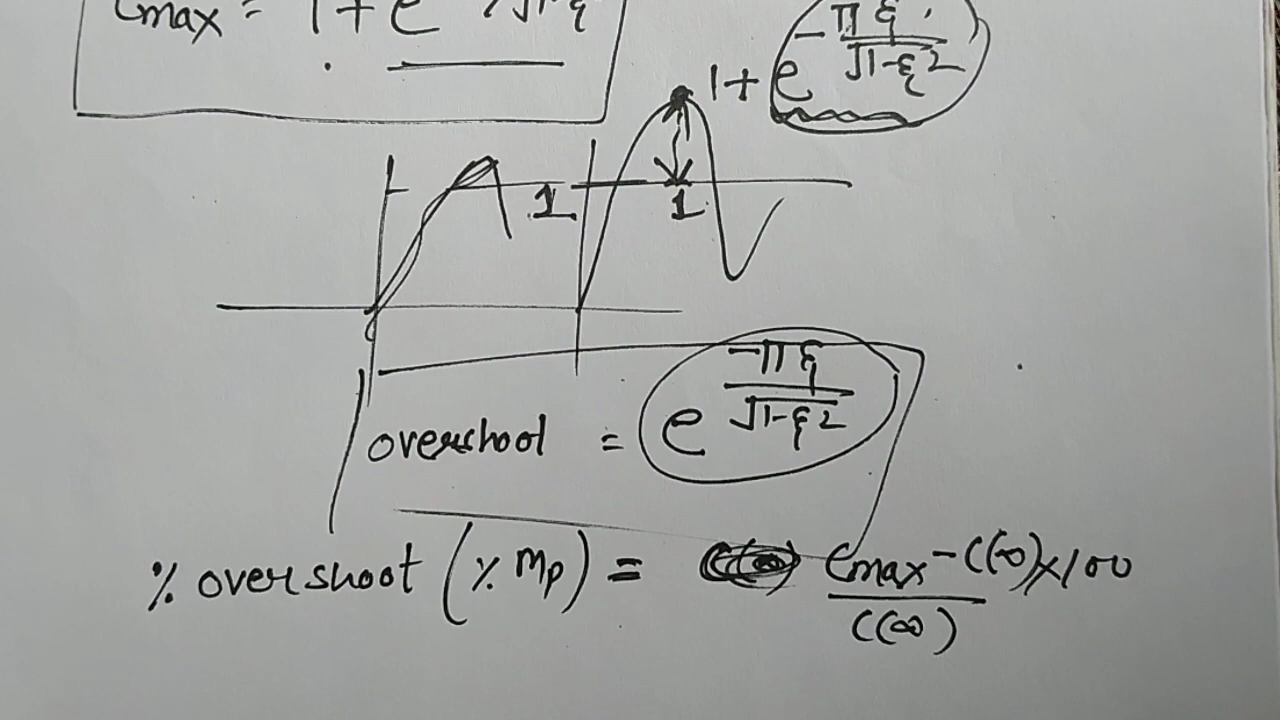 Cmax = 1 + e
1 + e^(-πξ/√1-ξ2)
1 1
overshoot = e^(-πξ/√1-ξ2)
% overshoot (% Mp) = Cmax - C(∞)/C(∞) x 100